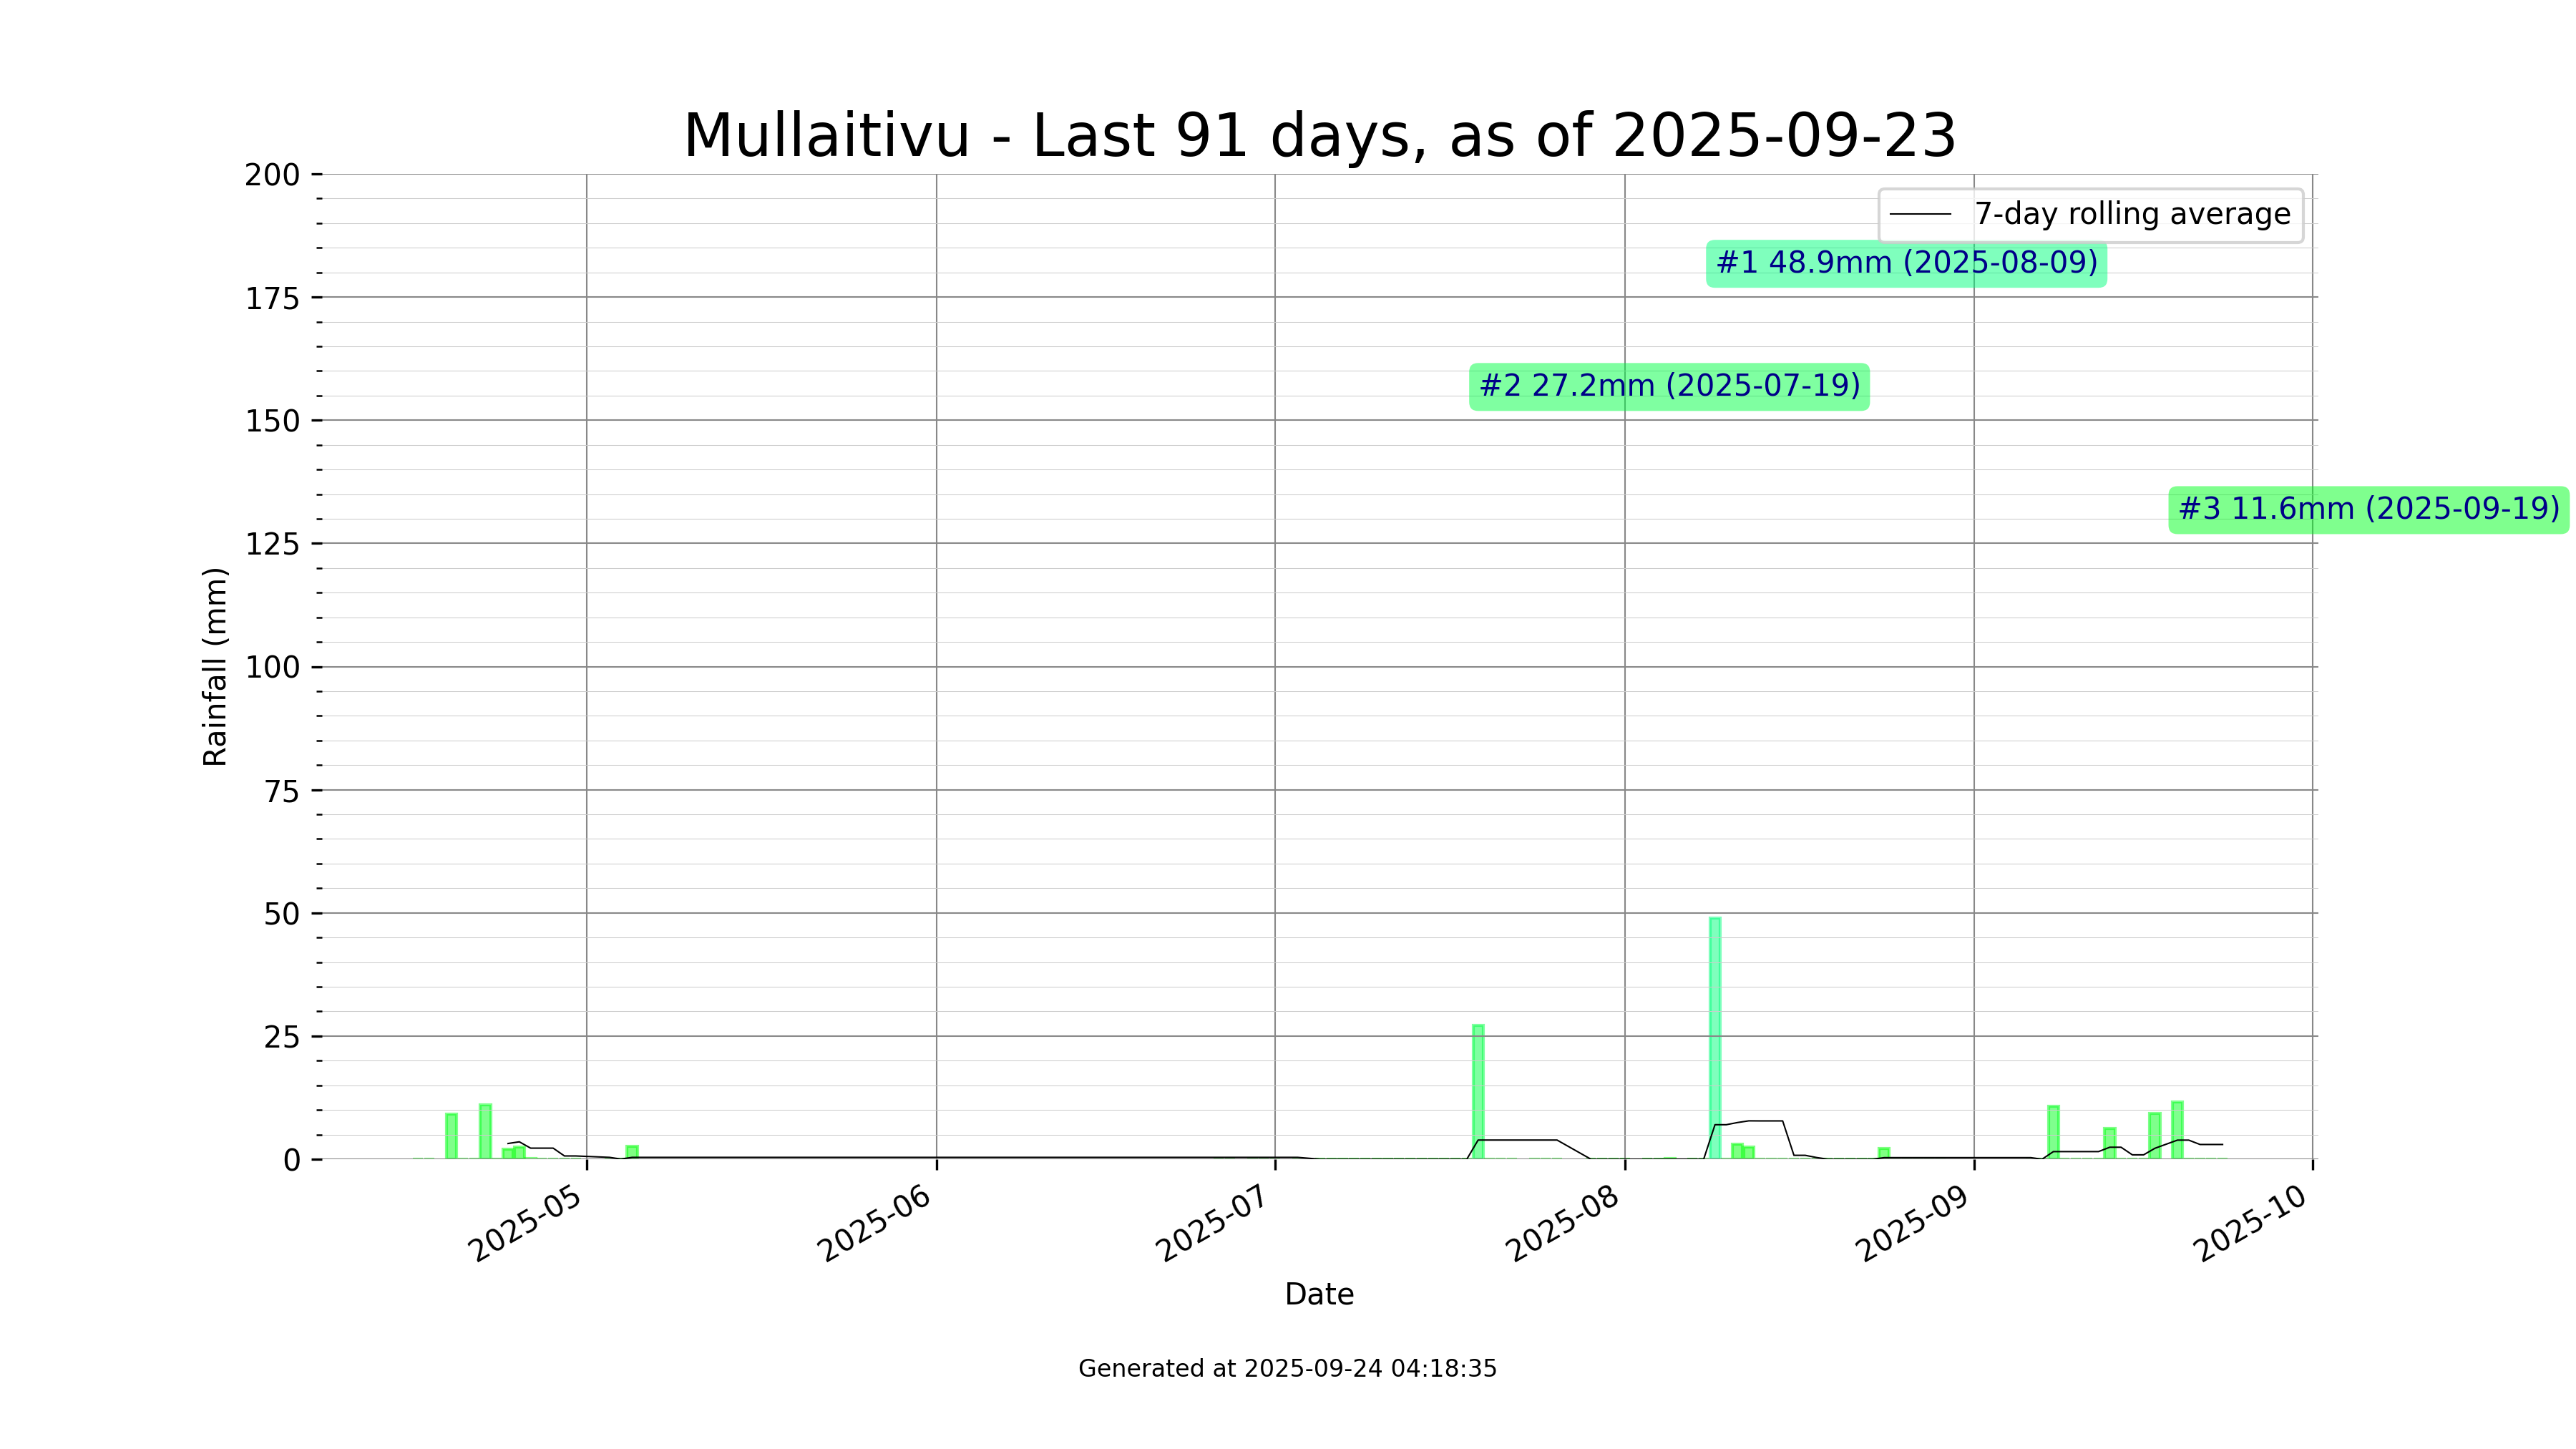 Mullaitivu - Last 91 days, as of 2025-09-23
200
175
150
125
100
75
50
25
0
Rainfall (mm)
7-day rolling average
#1 48.9mm (2025-08-09)
#2 27.2mm (2025-07-19)
#3 11.6mm (2025-09-19)
2025-05
2025-06
2025-07
2025-08
2025-09
2025-10
Date
Generated at 2025-09-24 04:18:35